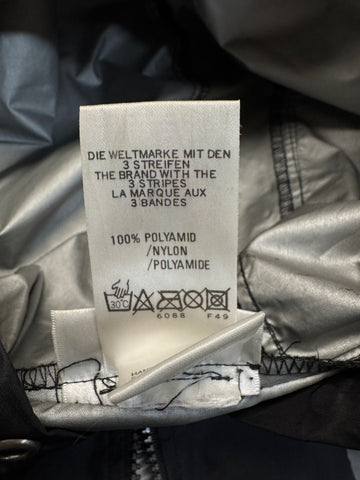 DIE WELTMARKE MIT DEN
3 STREIFEN
THE BRAND WITH THE
3 STRIPES
LA MARQUE AUX
3 BANDES
100% POLYAMID
/NYLON
/POLYAMIDE
30°C
6088 F49